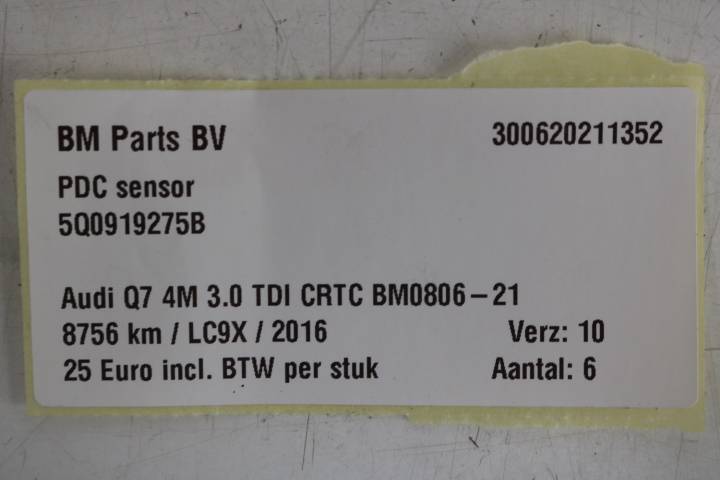 BM Parts BV 300620211352
PDC sensor
5Q0919275B
Audi Q7 4M 3.0 TDI CRTC BM0806-21
8756 km / LC9X / 2016 Verz: 10
25 Euro incl. BTW per stuk Aantal: 6